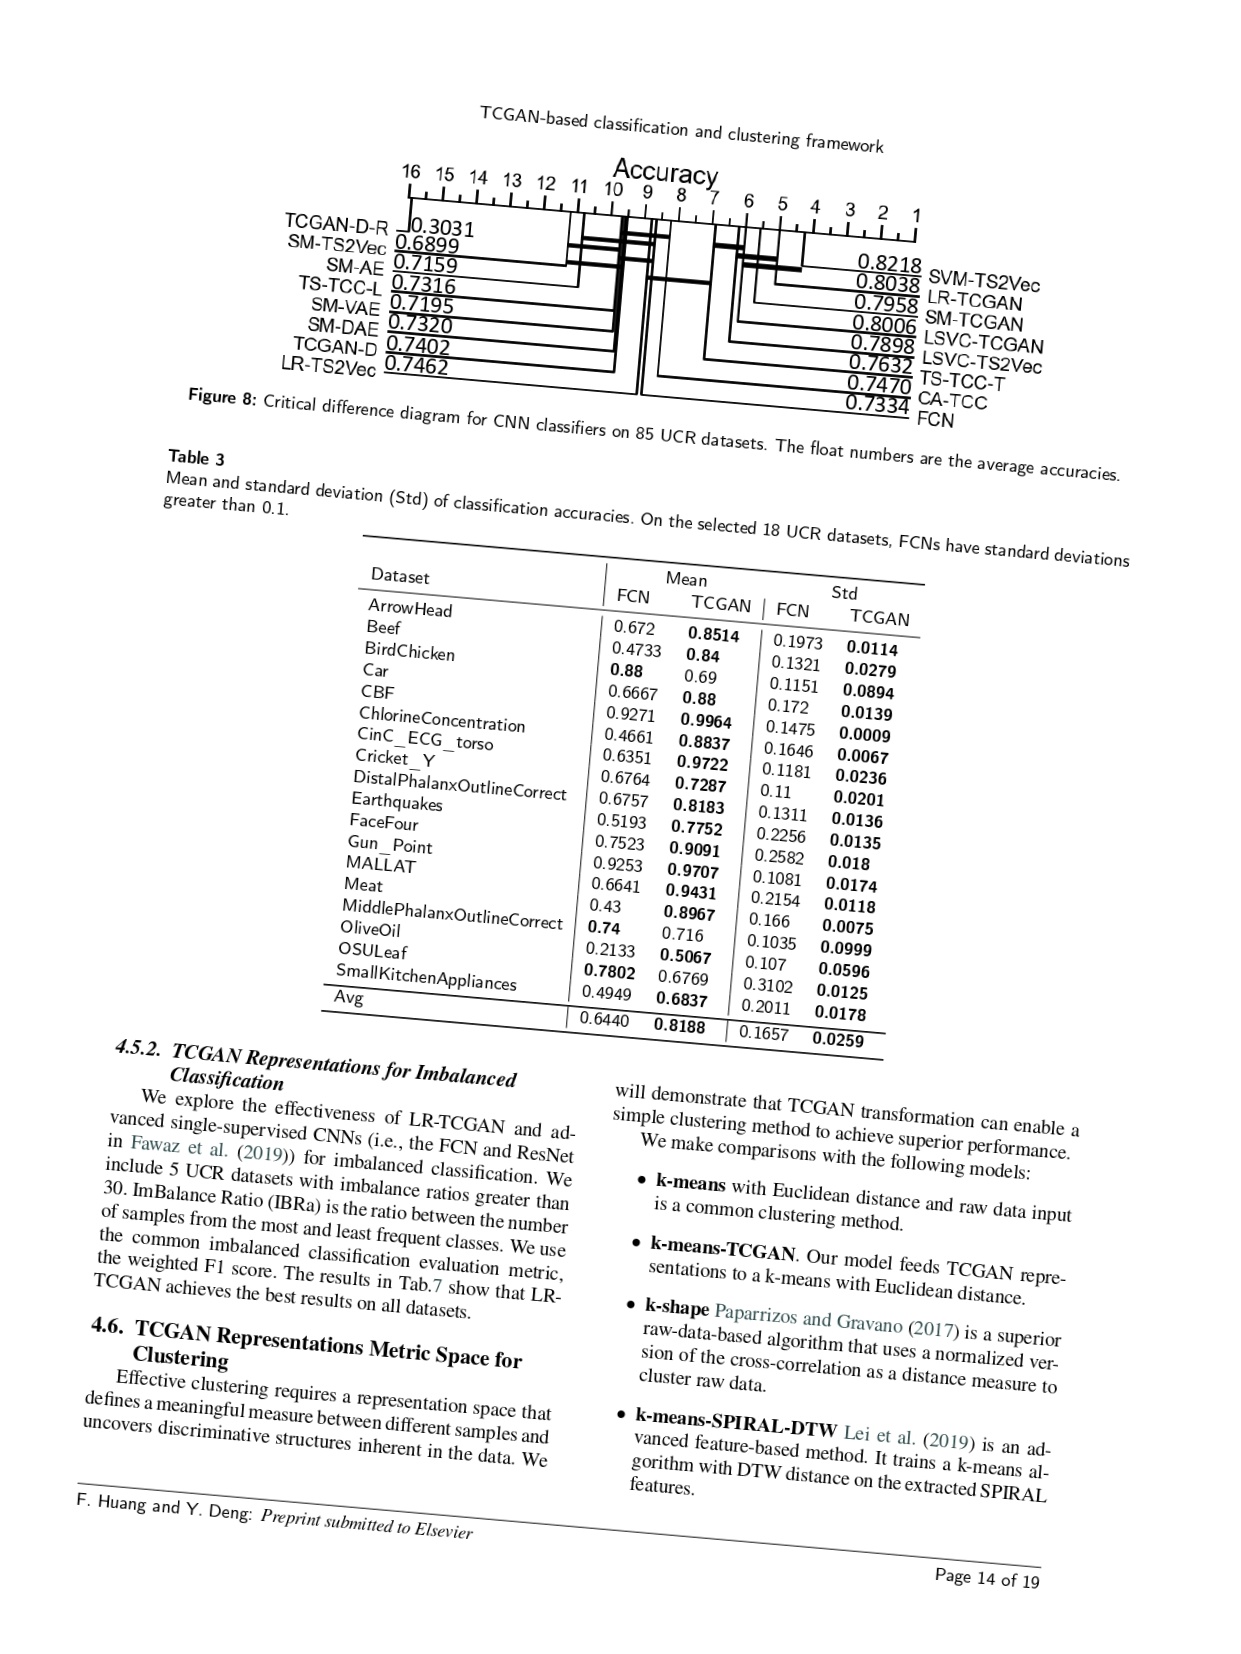 TCGAN-based classification and clustering framework
Accuracy
16 15 14 13 12 11 10 9 8 7 6 5 4 3 2 1
TCGAN-D-R 0.3031
SM-TS2Vec 0.6899
SM-AE 0.7159
TS-TCC-L 0.7316
SM-VAE 0.7195
SM-DAE 0.7320
TCGAN-D 0.7402
LR-TS2Vec 0.7462
0.8218 SVM-TS2Vec
0.8038 LR-TCGAN
0.7958 SM-TCGAN
0.8006 LSVC-TCGAN
0.7898 LSVC-TS2Vec
0.7632 TS-TCC-T
0.7470 CA-TCC
0.7334 FCN
Figure 8: Critical difference diagram for CNN classifiers on 85 UCR datasets. The float numbers are the average accuracies.
Table 3
Mean and standard deviation (Std) of classification accuracies. On the selected 18 UCR datasets, FCNs have standard deviations
greater than 0.1.
Dataset Mean Std
FCN TCGAN FCN TCGAN
ArrowHead 0.672 0.8514 0.1973 0.0114
Beef 0.4733 0.84 0.1321 0.0279
BirdChicken 0.88 0.69 0.1151 0.0894
Car 0.6667 0.88 0.172 0.0139
CBF 0.9271 0.9964 0.1475 0.0009
ChlorineConcentration 0.4661 0.8837 0.1646 0.0067
CinC_ECG_torso 0.6351 0.9722 0.1181 0.0236
Cricket_Y 0.6764 0.7287 0.11 0.0201
DistalPhalanxOutlineCorrect 0.6757 0.8183 0.1311 0.0136
Earthquakes 0.5193 0.7752 0.2256 0.0135
FaceFour 0.7523 0.9091 0.2582 0.018
Gun_Point 0.9253 0.9707 0.1081 0.0174
MALLAT 0.6641 0.9431 0.2154 0.0118
Meat 0.43 0.8967 0.166 0.0075
MiddlePhalanxOutlineCorrect 0.74 0.716 0.1035 0.0999
OliveOil 0.2133 0.5067 0.107 0.0596
OSULeaf 0.7802 0.6769 0.3102 0.0125
SmallKitchenAppliances 0.4949 0.6837 0.2011 0.0178
Avg 0.6440 0.8188 0.1657 0.0259
4.5.2. TCGAN Representations for Imbalanced
Classification
We explore the effectiveness of LR-TCGAN and ad-
vanced single-supervised CNNs (i.e., the FCN and ResNet
in Fawaz et al. (2019)) for imbalanced classification. We
include 5 UCR datasets with imbalance ratios greater than
30. ImBalance Ratio (IBRa) is the ratio between the number
of samples from the most and least frequent classes. We use
the common imbalanced classification evaluation metric,
the weighted F1 score. The results in Tab.7 show that LR-
TCGAN achieves the best results on all datasets.
4.6. TCGAN Representations Metric Space for
Clustering
Effective clustering requires a representation space that
defines a meaningful measure between different samples and
uncovers discriminative structures inherent in the data. We
will demonstrate that TCGAN transformation can enable a
simple clustering method to achieve superior performance.
We make comparisons with the following models:
• k-means with Euclidean distance and raw data input
is a common clustering method.
• k-means-TCGAN. Our model feeds TCGAN repre-
sentations to a k-means with Euclidean distance.
• k-shape Paparrizos and Gravano (2017) is a superior
raw-data-based algorithm that uses a normalized ver-
sion of the cross-correlation as a distance measure to
cluster raw data.
• k-means-SPIRAL-DTW Lei et al. (2019) is an ad-
vanced feature-based method. It trains a k-means al-
gorithm with DTW distance on the extracted SPIRAL
features.
F. Huang and Y. Deng: Preprint submitted to Elsevier
Page 14 of 19